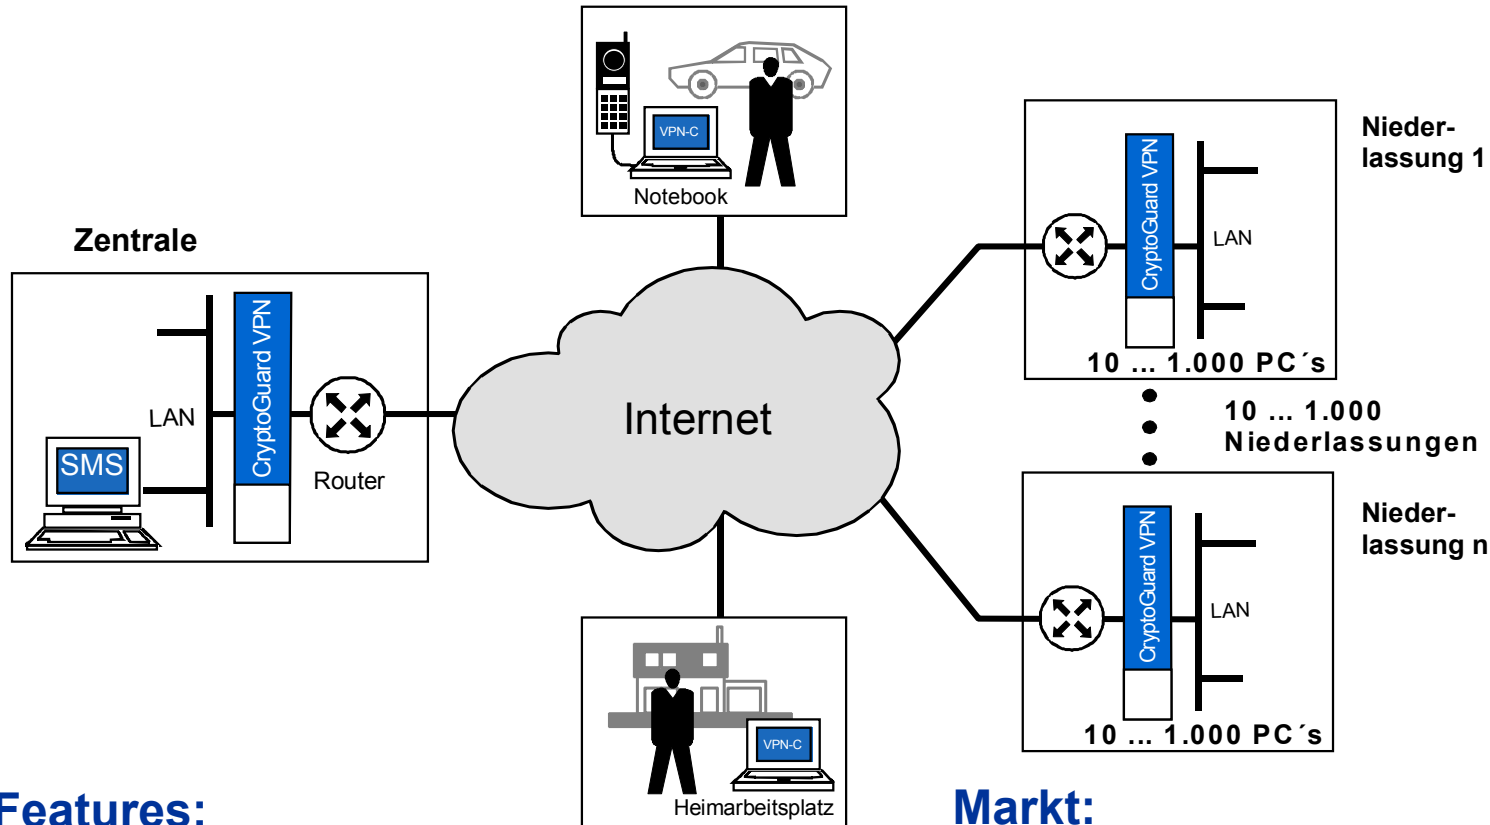 VPN-C
Notebook
Zentrale
LAN
CryptoGuard VPN
SMS
Router
Internet
CryptoGuard VPN
LAN
10 ... 1.000 PC´s
Nieder-
lassung 1
10 ... 1.000
Niederlassungen
CryptoGuard VPN
LAN
10 ... 1.000 PC´s
Nieder-
lassung n
VPN-C
Heimarbeitsplatz
Features:
Markt: